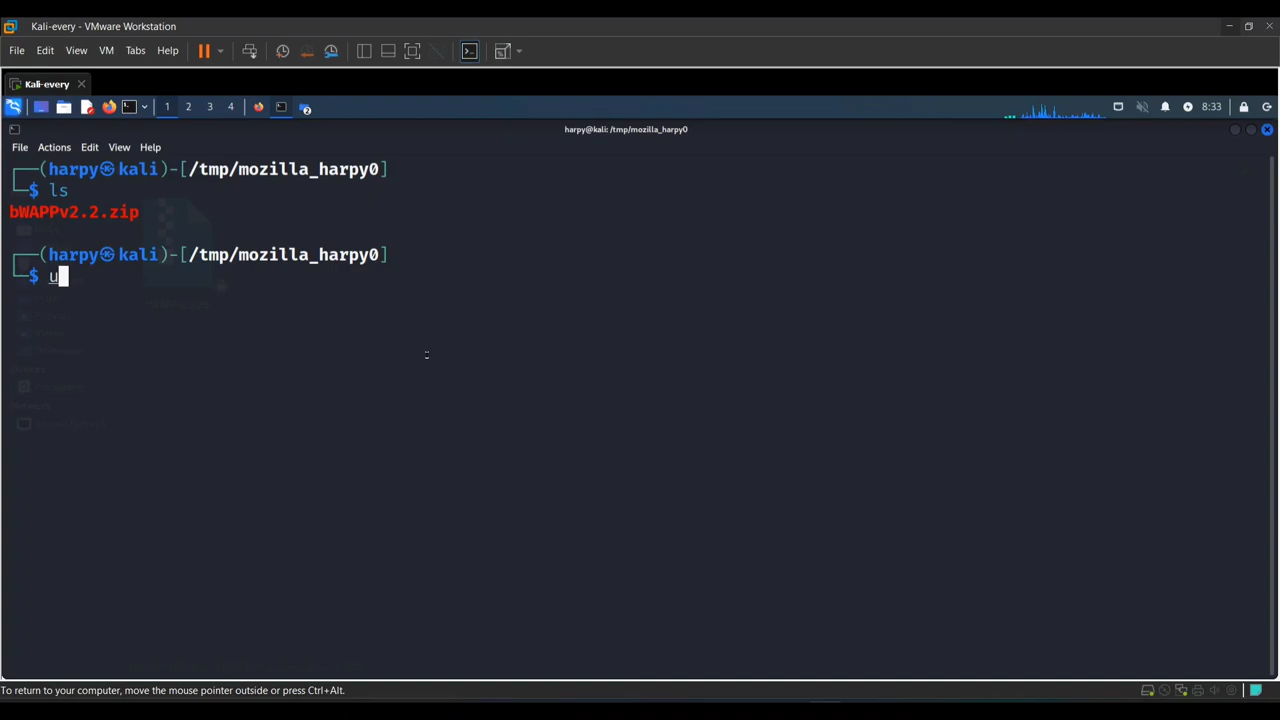 Kali-every - VMware Workstation
File Edit View VM Tabs Help
Kali-every
1 2 3 4 2 8:33
harpy@kali: /tmp/mozilla_harpy0
File Actions Edit View Help
┌──(harpy㉿kali)-[/tmp/mozilla_harpy0]
└─$ ls
bWAPPv2.2.zip
┌──(harpy㉿kali)-[/tmp/mozilla_harpy0]
└─$ u
To return to your computer, move the mouse pointer outside or press Ctrl+Alt.